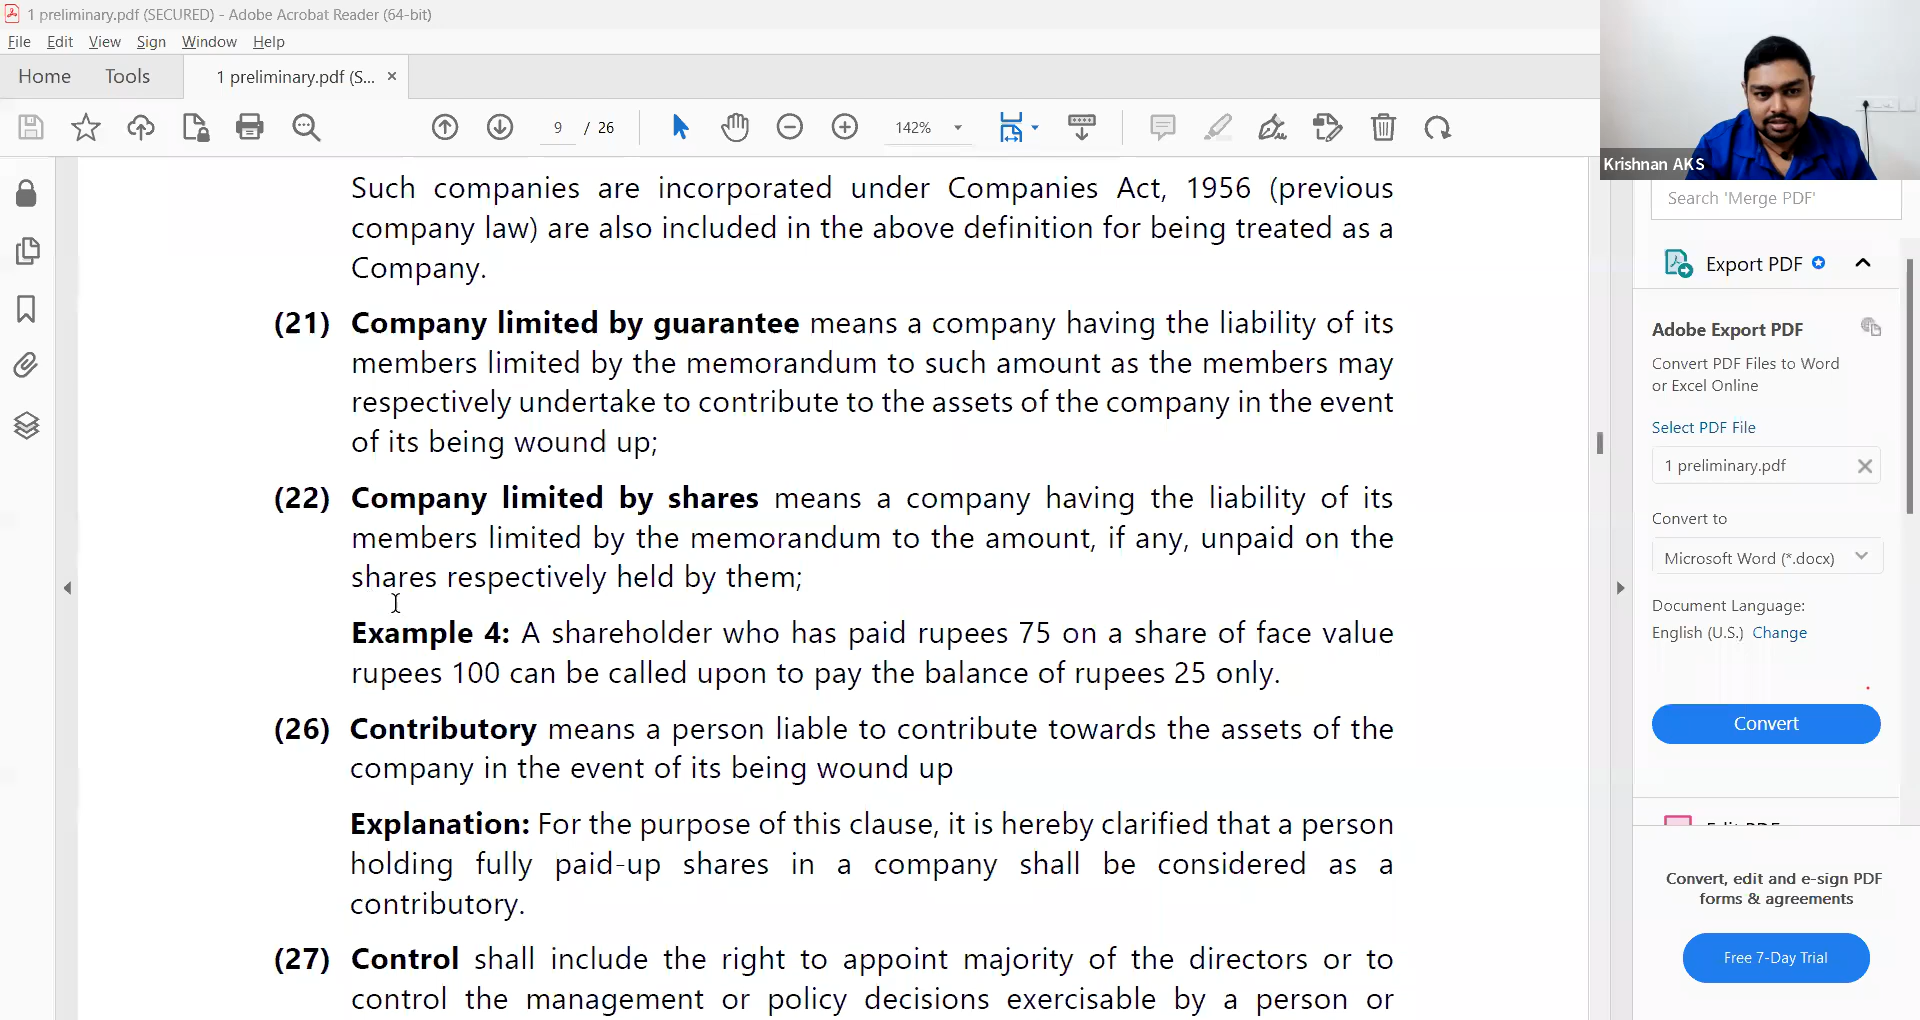 1 preliminary.pdf (SECURED) - Adobe Acrobat Reader (64-bit)
File Edit View Sign Window Help
Home Tools 1 preliminary.pdf (S... ×
9 / 26 142%
Krishnan AKS
Such companies are incorporated under Companies Act, 1956 (previous
company law) are also included in the above definition for being treated as a
Company.
(21) Company limited by guarantee means a company having the liability of its
members limited by the memorandum to such amount as the members may
respectively undertake to contribute to the assets of the company in the event
of its being wound up;
(22) Company limited by shares means a company having the liability of its
members limited by the memorandum to the amount, if any, unpaid on the
shares respectively held by them;
Example 4: A shareholder who has paid rupees 75 on a share of face value
rupees 100 can be called upon to pay the balance of rupees 25 only.
(26) Contributory means a person liable to contribute towards the assets of the
company in the event of its being wound up
Explanation: For the purpose of this clause, it is hereby clarified that a person
holding fully paid-up shares in a company shall be considered as a
contributory.
(27) Control shall include the right to appoint majority of the directors or to
control the management or policy decisions exercisable by a person or
Search 'Merge PDF'
Export PDF
Adobe Export PDF
Convert PDF Files to Word
or Excel Online
Select PDF File
1 preliminary.pdf
Convert to
Microsoft Word (*.docx)
Document Language:
English (U.S.) Change
Convert
Edit PDF
Convert, edit and e-sign PDF
forms & agreements
Free 7-Day Trial